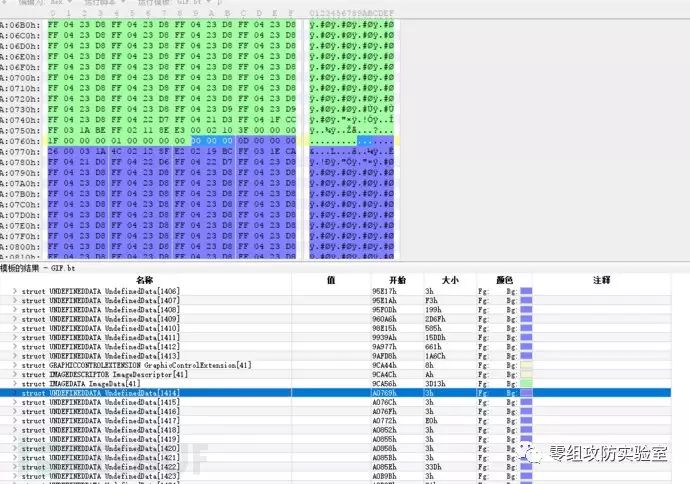 编辑方式: Hex 运行脚本 运行模板: GIF.bt
0 1 2 3 4 5 6 7 8 9 A B C D E F 0123456789ABCDEF
A:06B0h: FF 04 23 D8 FF 04 23 D8 FF 04 23 D8 FF 04 23 D8 ÿ.#Øÿ.#Øÿ.#Øÿ.#Ø
A:06C0h: FF 04 23 D8 FF 04 23 D8 FF 04 23 D8 FF 04 23 D8 ÿ.#Øÿ.#Øÿ.#Øÿ.#Ø
A:06D0h: FF 04 23 D8 FF 04 23 D8 FF 04 23 D8 FF 04 23 D8 ÿ.#Øÿ.#Øÿ.#Øÿ.#Ø
A:06E0h: FF 04 23 D8 FF 04 23 D8 FF 04 23 D8 FF 04 23 D8 ÿ.#Øÿ.#Øÿ.#Øÿ.#Ø
A:06F0h: FF 04 23 D8 FF 04 23 D8 FF 04 23 D8 FF 04 23 D8 ÿ.#Øÿ.#Øÿ.#Øÿ.#Ø
A:0700h: FF 04 23 D8 FF 04 23 D8 FF 04 23 D8 FF 04 23 D8 ÿ.#Øÿ.#Øÿ.#Øÿ.#Ø
A:0710h: FF 04 23 D8 FF 04 23 D8 FF 04 23 D8 FF 04 23 D8 ÿ.#Øÿ.#Øÿ.#Øÿ.#Ø
A:0720h: FF 04 23 D8 FF 04 23 D8 FF 04 23 D8 FF 04 23 D8 ÿ.#Øÿ.#Øÿ.#Øÿ.#Ø
A:0730h: FF 04 23 D8 FF 04 23 D8 FF 04 23 D8 FF 04 23 D9 ÿ.#Øÿ.#Øÿ.#Øÿ.#Ù
A:0740h: FF 04 23 D8 FF 04 22 D7 FF 04 21 D3 FF 04 1F CC
A:0750h: FF 03 1A BE FF 02 11 8E E3 00 02 10 3F 00 00 00
A:0760h: 1F 00 00 00 01 00 00 00 00 00 00 00 0D 00 00 00
A:0770h: 26 00 03 1A 4C 02 12 8F E2 02 19 BC FF 03 1E CA
A:0780h: FF 04 21 D0 FF 04 22 D6 FF 04 22 D7 FF 04 23 D8
A:0790h: FF 04 23 D8 FF 04 23 D8 FF 04 23 D8 FF 04 23 D8 ÿ.#Øÿ.#Øÿ.#Øÿ.#Ø
A:07A0h: FF 04 23 D8 FF 04 23 D8 FF 04 23 D8 FF 04 23 D8 ÿ.#Øÿ.#Øÿ.#Øÿ.#Ø
A:07B0h: FF 04 23 D8 FF 04 23 D8 FF 04 23 D8 FF 04 23 D8 ÿ.#Øÿ.#Øÿ.#Øÿ.#Ø
A:07C0h: FF 04 23 D8 FF 04 23 D8 FF 04 23 D8 FF 04 23 D8 ÿ.#Øÿ.#Øÿ.#Øÿ.#Ø
A:07D0h: FF 04 23 D8 FF 04 23 D8 FF 04 23 D8 FF 04 23 D8 ÿ.#Øÿ.#Øÿ.#Øÿ.#Ø
A:07E0h: FF 04 23 D8 FF 04 23 D8 FF 04 23 D8 FF 04 23 D8 ÿ.#Øÿ.#Øÿ.#Øÿ.#Ø
A:07F0h: FF 04 23 D8 FF 04 23 D8 FF 04 23 D8 FF 04 23 D8 ÿ.#Øÿ.#Øÿ.#Øÿ.#Ø
A:0800h: FF 04 23 D8 FF 04 23 D8 FF 04 23 D8 FF 04 23 D8 ÿ.#Øÿ.#Øÿ.#Øÿ.#Ø
A:0810h: FF 04 23 D8 FF 04 23 D8 FF 04 23 D8 FF 04 23 D8
模板的结果 - GIF.bt
名称 值 开始 大小 颜色 注释
struct UNDEFINEDDATA UndefinedData[1406] 95E17h 3h Fg: Bg:
struct UNDEFINEDDATA UndefinedData[1407] 95E1Ah F3h Fg: Bg:
struct UNDEFINEDDATA UndefinedData[1408] 95F0Dh 199h Fg: Bg:
struct UNDEFINEDDATA UndefinedData[1409] 960A6h 2D6Fh Fg: Bg:
struct UNDEFINEDDATA UndefinedData[1410] 98E15h 585h Fg: Bg:
struct UNDEFINEDDATA UndefinedData[1411] 9939Ah 15DDh Fg: Bg:
struct UNDEFINEDDATA UndefinedData[1412] 9A977h 661h Fg: Bg:
struct UNDEFINEDDATA UndefinedData[1413] 9AFD8h 1A6Ch Fg: Bg:
struct GRAPHICCONTROLEXTENSION GraphicControlExtension[41] 9CA44h 8h Fg: Bg:
struct IMAGEDESCRIPTOR ImageDescriptor[41] 9CA4Ch Ah Fg: Bg:
struct IMAGEDATA ImageData[41] 9CA56h 3D13h Fg: Bg:
struct UNDEFINEDDATA UndefinedData[1414] A0769h 3h Fg: Bg:
struct UNDEFINEDDATA UndefinedData[1415] A076Ch 3h Fg: Bg:
struct UNDEFINEDDATA UndefinedData[1416] A076Fh 3h Fg: Bg:
struct UNDEFINEDDATA UndefinedData[1417] A0772h E0h Fg: Bg:
struct UNDEFINEDDATA UndefinedData[1418] A0852h 3h Fg: Bg:
struct UNDEFINEDDATA UndefinedData[1419] A0855h 3h Fg: Bg:
struct UNDEFINEDDATA UndefinedData[1420] A0858h 3h Fg: Bg:
struct UNDEFINEDDATA UndefinedData[1421] A085Bh 3h Fg: Bg:
struct UNDEFINEDDATA UndefinedData[1422] A085Eh 33Dh Fg: Bg:
struct UNDEFINEDDATA UndefinedData[1423] A0B9Bh 3h Fg: Bg:
零组攻防实验室